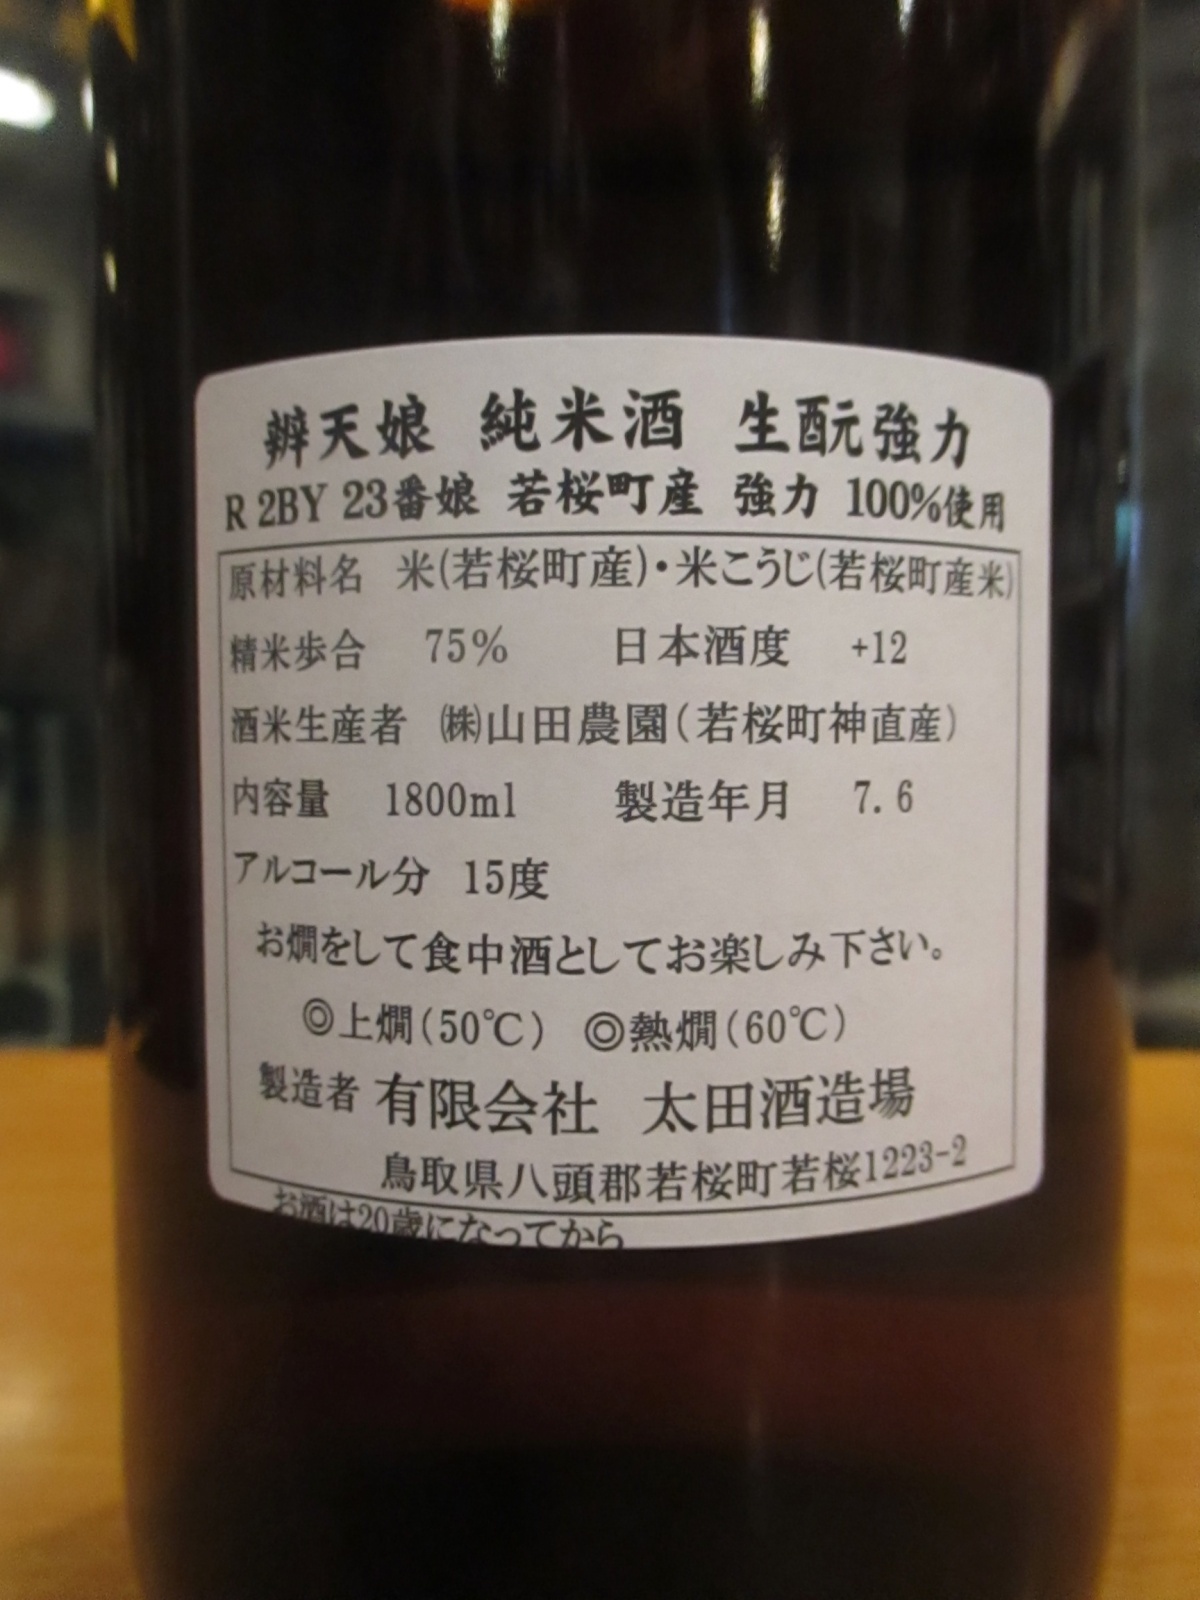 辨天娘 純米酒 生酛強力
R 2BY 23番娘 若桜町産 強力 100%使用
原材料名 米(若桜町産)・米こうじ(若桜町産米)
精米歩合 75% 日本酒度 +12
酒米生産者 ㈱山田農園(若桜町神直産)
内容量 1800ml 製造年月 7.6
アルコール分 15度
お燗をして食中酒としてお楽しみ下さい。
◎上燗(50℃) ◎熱燗(60℃)
製造者 有限会社 太田酒造場
鳥取県八頭郡若桜町若桜1223-2
お酒は20歳になってから